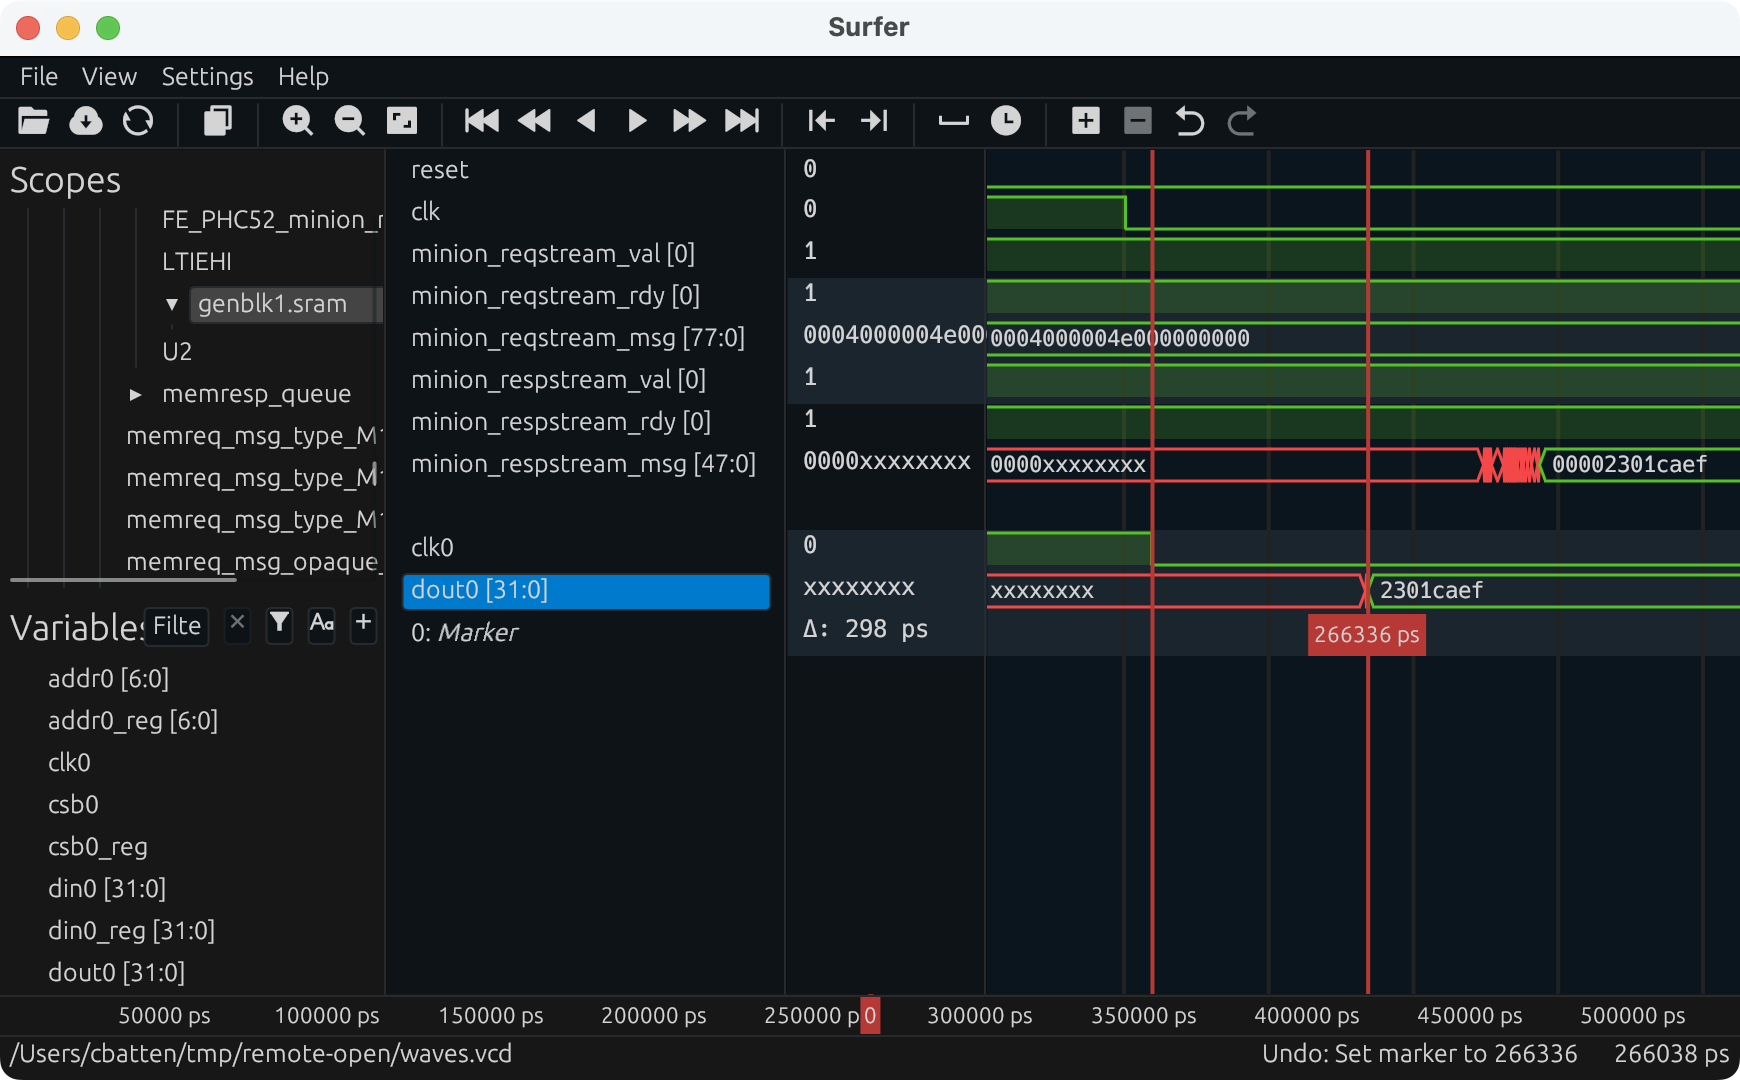 Surfer
File View Settings Help
Scopes
FE_PHC52_minion_r
LTIEHI
genblk1.sram
U2
memresp_queue
memreq_msg_type_M
memreq_msg_type_M
memreq_msg_type_M
memreq_msg_opaque_
Variables Filte × Aa +
addr0 [6:0]
addr0_reg [6:0]
clk0
csb0
csb0_reg
din0 [31:0]
din0_reg [31:0]
dout0 [31:0]
reset 0
clk 0
minion_reqstream_val [0] 1
minion_reqstream_rdy [0] 1
minion_reqstream_msg [77:0] 0004000004e00 0004000004e000000000
minion_respstream_val [0] 1
minion_respstream_rdy [0] 1
minion_respstream_msg [47:0] 0000xxxxxxxx 0000xxxxxxxx 00002301caef
clk0 0
dout0 [31:0] xxxxxxxx xxxxxxxx 2301caef
0: Marker Δ: 298 ps 266336 ps
50000 ps 100000 ps 150000 ps 200000 ps 250000 p 0 300000 ps 350000 ps 400000 ps 450000 ps 500000 ps
/Users/cbatten/tmp/remote-open/waves.vcd Undo: Set marker to 266336 266038 ps